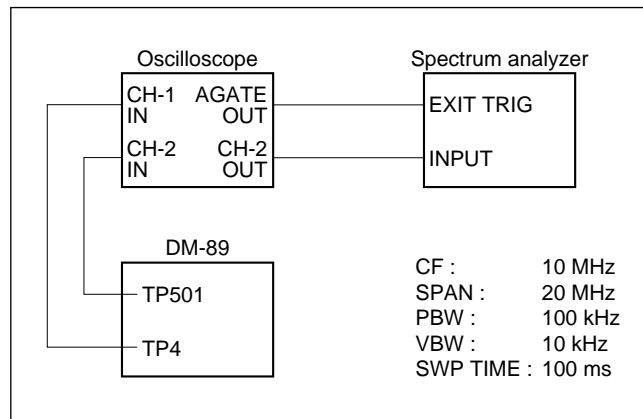 Oscilloscope
CH-1 AGATE
IN OUT
CH-2 CH-2
IN OUT
Spectrum analyzer
EXIT TRIG
INPUT
DM-89
TP501
TP4
CF : 10 MHz
SPAN : 20 MHz
PBW : 100 kHz
VBW : 10 kHz
SWP TIME : 100 ms